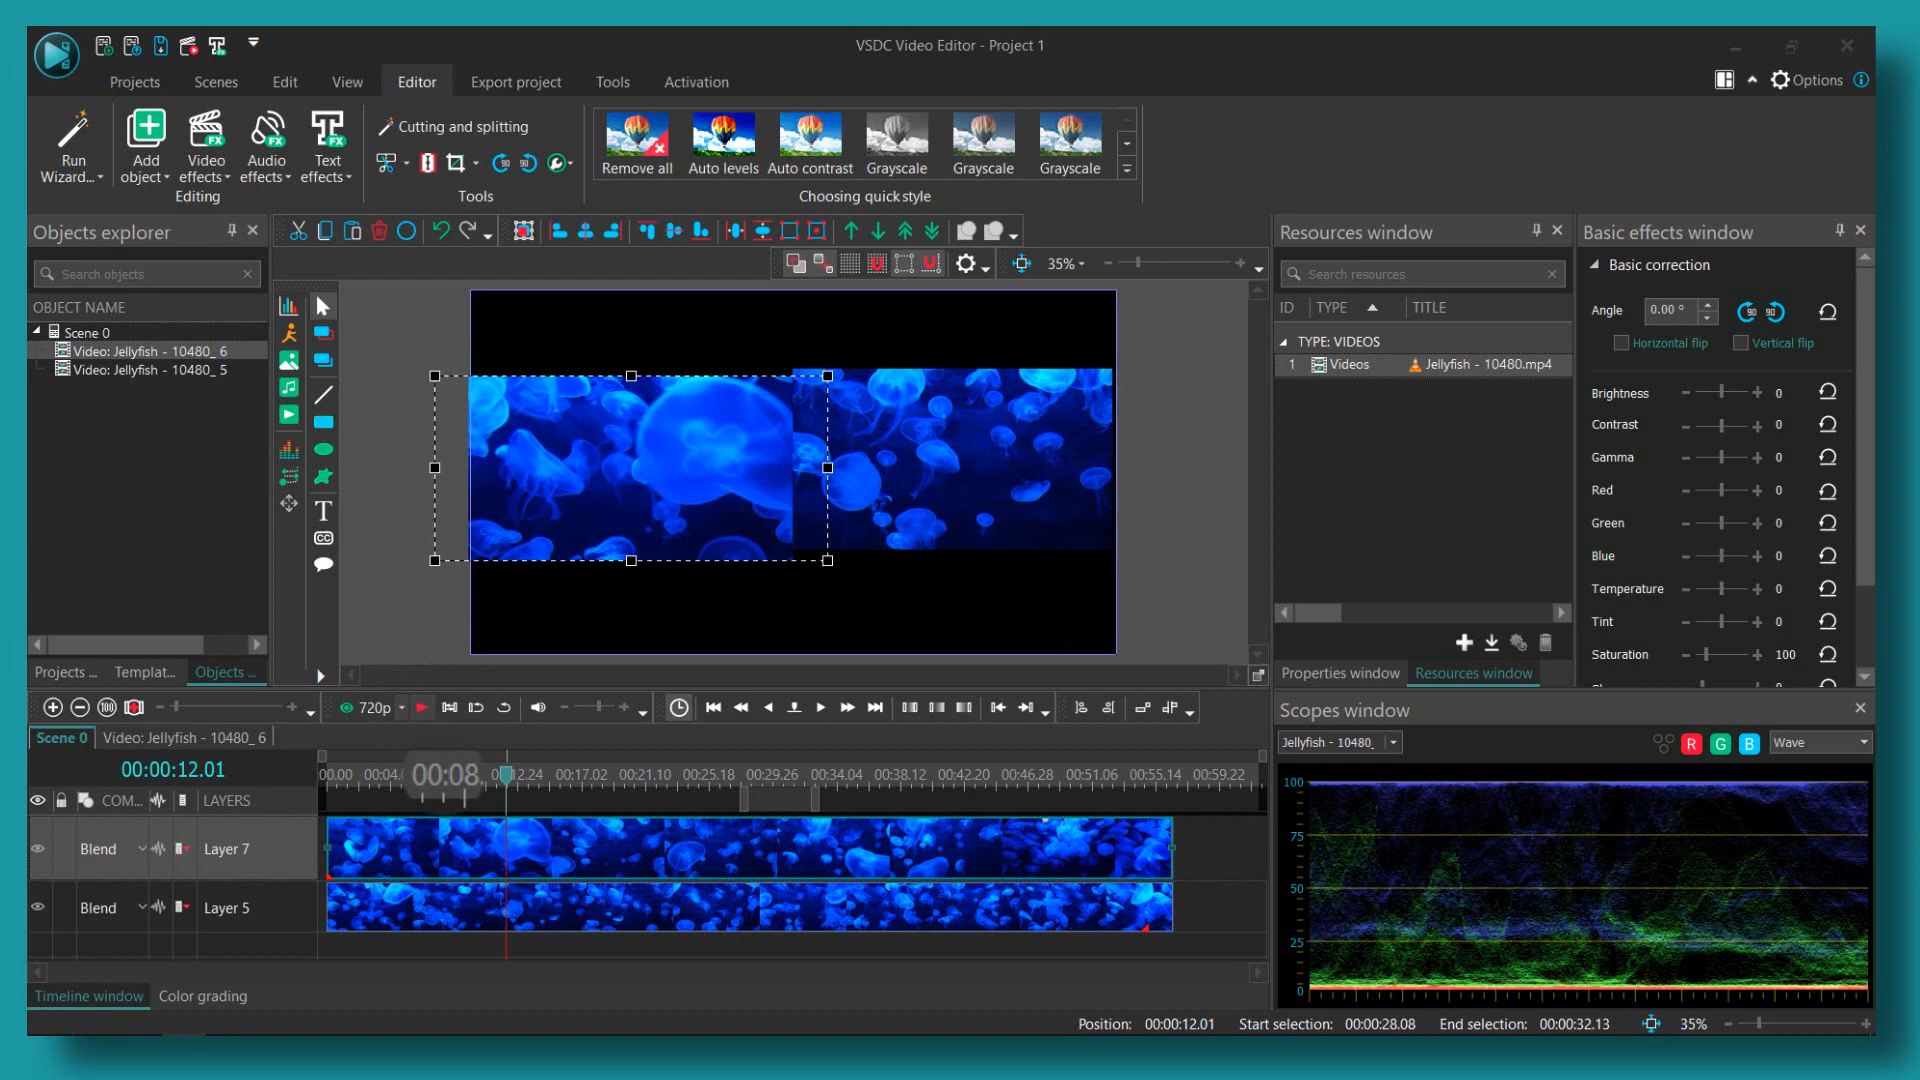 VSDC Video Editor - Project 1
Projects Scenes Edit View Editor Export project Tools Activation
Options
Run Wizard...
Add object
Video effects
Audio effects
Text effects
Editing
Cutting and splitting
Tools
Remove all
Auto levels
Auto contrast
Grayscale
Grayscale
Grayscale
Choosing quick style
Objects explorer
Search objects
OBJECT NAME
Scene 0
Video: Jellyfish - 10480_ 6
Video: Jellyfish - 10480_ 5
Projects ... Templat... Objects ...
35%
Resources window
Search resources
ID TYPE TITLE
TYPE: VIDEOS
1 Videos Jellyfish - 10480.mp4
Properties window Resources window
Basic effects window
Basic correction
Angle 0.00 °
Horizontal flip Vertical flip
Brightness 0
Contrast 0
Gamma 0
Red 0
Green 0
Blue 0
Temperature 0
Tint 0
Saturation 100
720p
Scene 0 Video: Jellyfish - 10480_ 6
00:00:12.01
00:08
00:17.02 00:21.10 00:25.18 00:29.26 00:34.04 00:38.12 00:42.20 00:46.28 00:51.06 00:55.14 00:59.22
COM... LAYERS
Blend Layer 7
Blend Layer 5
Timeline window Color grading
Scopes window
Jellyfish - 10480_
R G B Wave
100
75
50
25
0
Position: 00:00:12.01 Start selection: 00:00:28.08 End selection: 00:00:32.13 35%